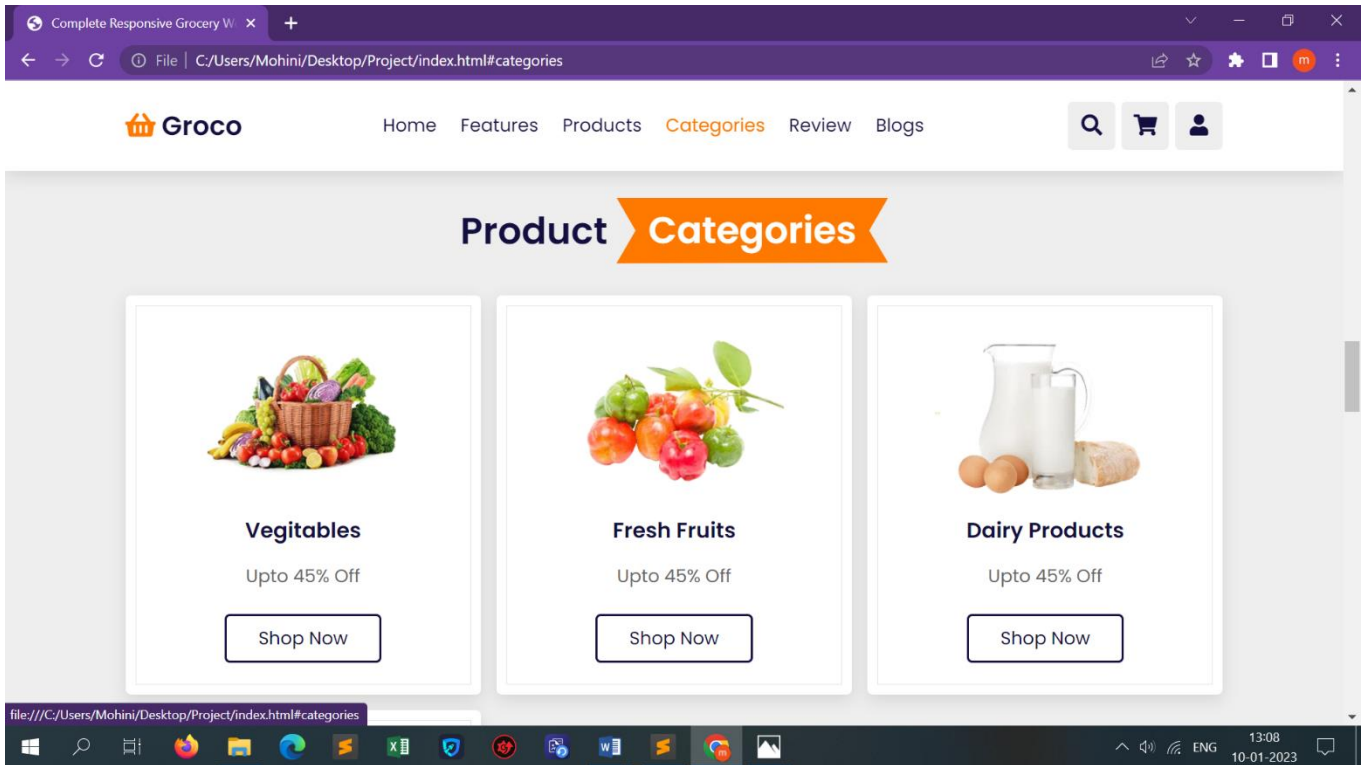 Complete Responsive Grocery W
File | C:/Users/Mohini/Desktop/Project/index.html#categories
m
Groco
Home Features Products Categories Review Blogs
Product Categories
Vegitables
Upto 45% Off
Shop Now
Fresh Fruits
Upto 45% Off
Shop Now
Dairy Products
Upto 45% Off
Shop Now
file:///C:/Users/Mohini/Desktop/Project/index.html#categories
ENG
13:08
10-01-2023